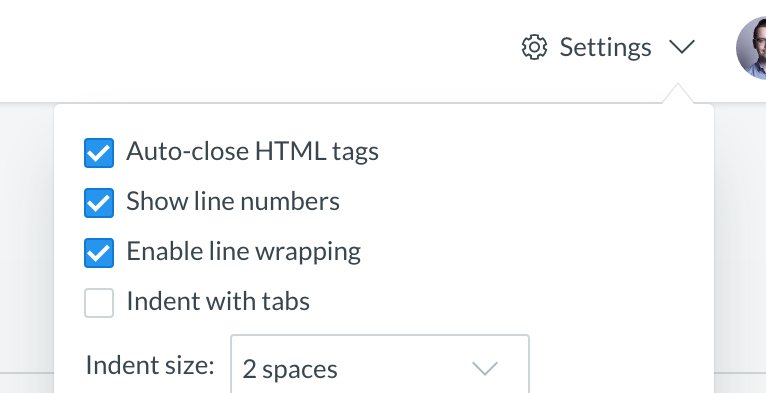 Settings
Auto-close HTML tags
Show line numbers
Enable line wrapping
Indent with tabs
Indent size: 2 spaces